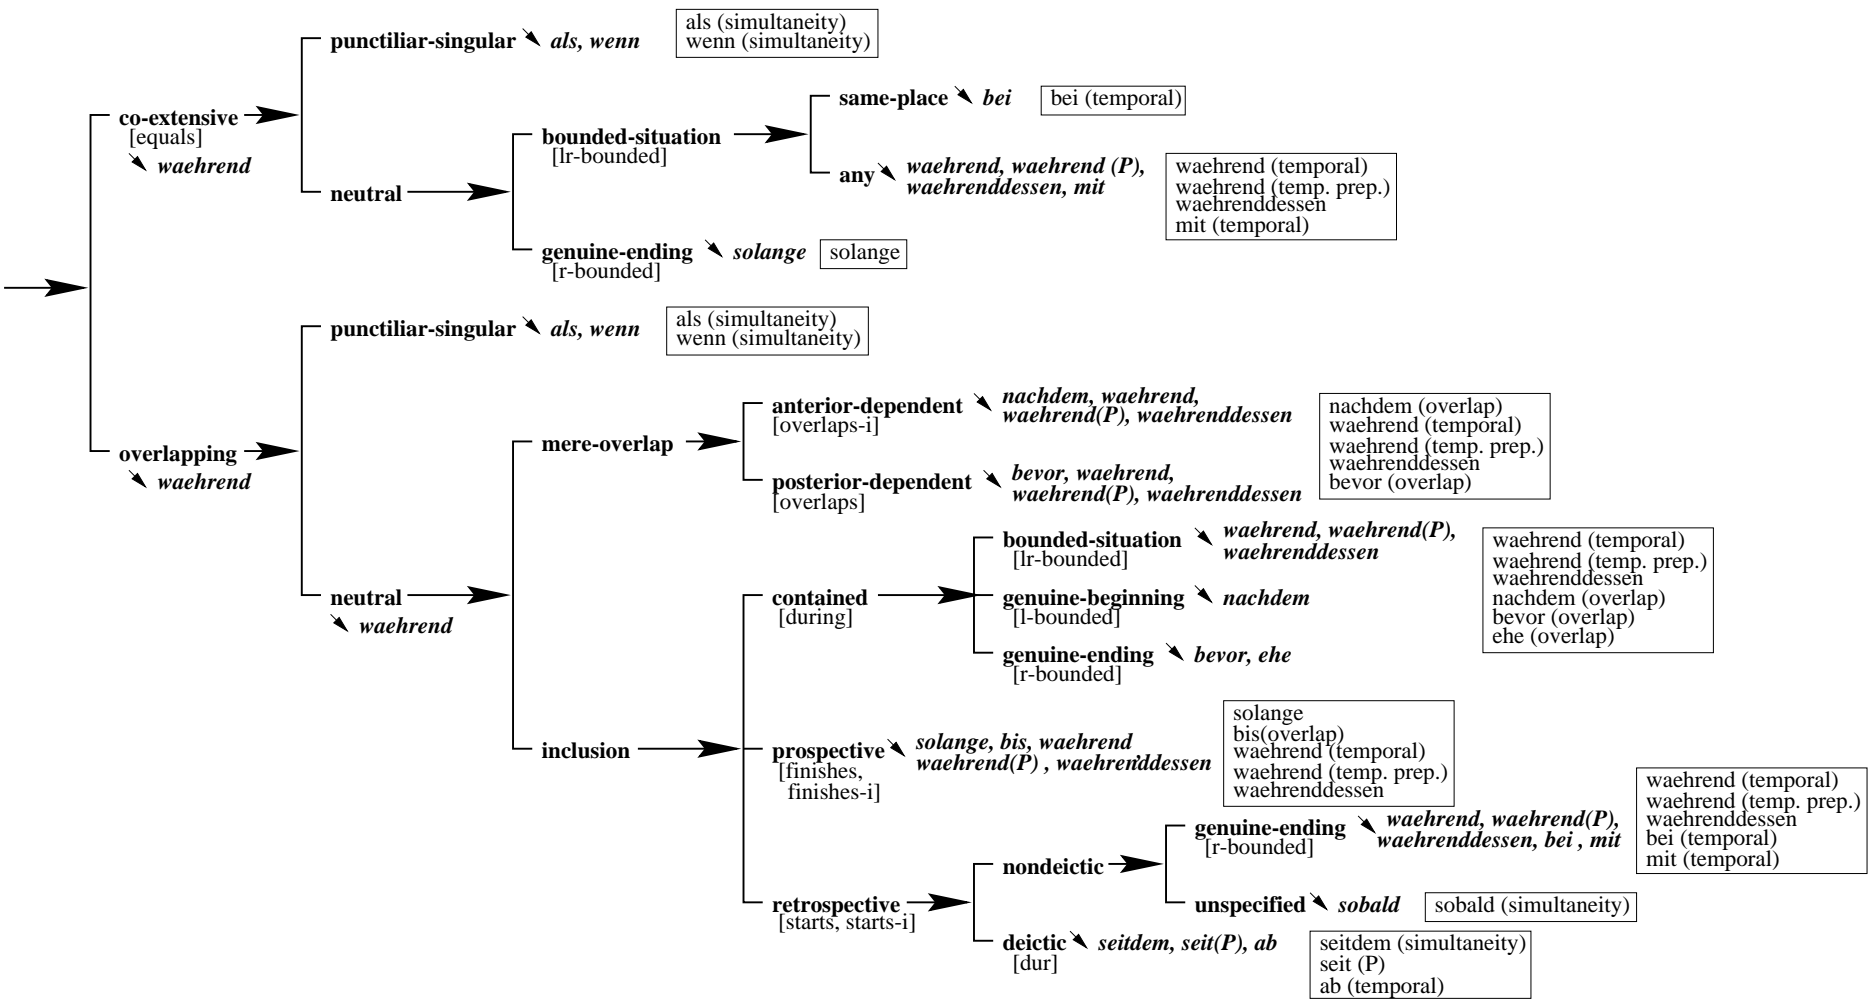 punctiliar-singular als, wenn
als (simultaneity)
wenn (simultaneity)
co-extensive
[equals]
waehrend
neutral
bounded-situation
[lr-bounded]
same-place bei
bei (temporal)
any waehrend, waehrend (P),
waehrenddessen, mit
waehrend (temporal)
waehrend (temp. prep.)
waehrenddessen
mit (temporal)
genuine-ending solange
[r-bounded]
solange
punctiliar-singular als, wenn
als (simultaneity)
wenn (simultaneity)
overlapping
waehrend
neutral
waehrend
mere-overlap
anterior-dependent
[overlaps-i]
nachdem, waehrend,
waehrend(P), waehrenddessen
posterior-dependent
[overlaps]
bevor, waehrend,
waehrend(P), waehrenddessen
nachdem (overlap)
waehrend (temporal)
waehrend (temp. prep.)
waehrenddessen
bevor (overlap)
inclusion
contained
[during]
bounded-situation
[lr-bounded]
waehrend, waehrend(P),
waehrenddessen
genuine-beginning nachdem
[l-bounded]
genuine-ending bevor, ehe
[r-bounded]
waehrend (temporal)
waehrend (temp. prep.)
waehrenddessen
nachdem (overlap)
bevor (overlap)
ehe (overlap)
prospective
[finishes,
finishes-i]
solange, bis, waehrend
waehrend(P) , waehren'ddessen
solange
bis(overlap)
waehrend (temporal)
waehrend (temp. prep.)
waehrenddessen
retrospective
[starts, starts-i]
nondeictic
genuine-ending
[r-bounded]
waehrend, waehrend(P),
waehrenddessen, bei , mit
waehrend (temporal)
waehrend (temp. prep.)
waehrenddessen
bei (temporal)
mit (temporal)
unspecified sobald
sobald (simultaneity)
deictic seitdem, seit(P), ab
[dur]
seitdem (simultaneity)
seit (P)
ab (temporal)